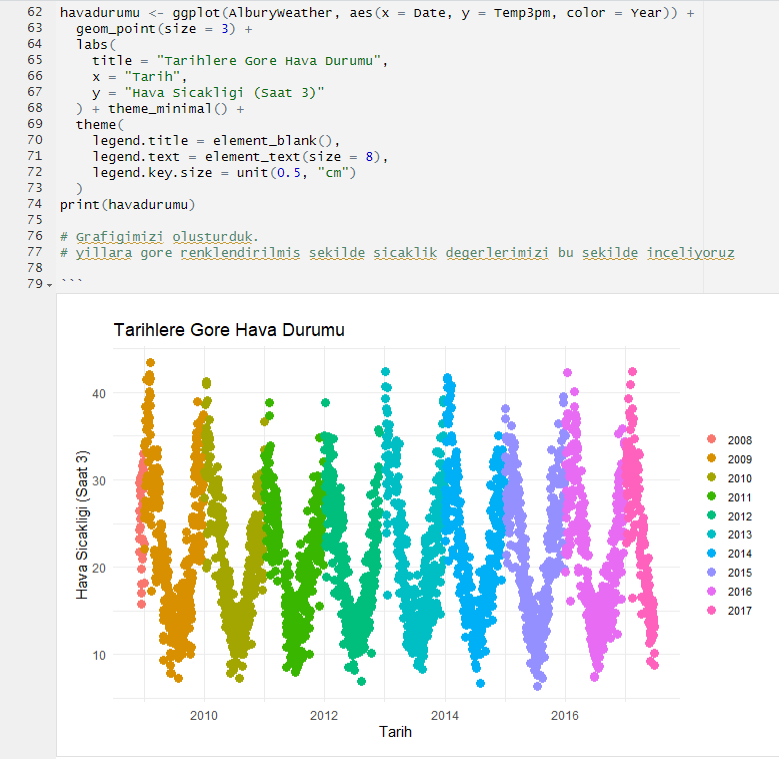 62 havadurumu <- ggplot(AlburyWeather, aes(x = Date, y = Temp3pm, color = Year)) +
63   geom_point(size = 3) +
64   labs(
65     title = "Tarihlere Gore Hava Durumu",
66     x = "Tarih",
67     y = "Hava Sicakligi (Saat 3)"
68   ) + theme_minimal() +
69   theme(
70     legend.title = element_blank(),
71     legend.text = element_text(size = 8),
72     legend.key.size = unit(0.5, "cm")
73   )
74 print(havadurumu)
75
76 # Grafigimizi olusturduk.
77 # yillara gore renklendirilmis sekilde sicaklik degerlerimizi bu sekilde inceliyoruz
78
79 ```
Tarihlere Gore Hava Durumu
Hava Sicakligi (Saat 3)
40
30
20
10
2010 2012 2014 2016
Tarih
2008
2009
2010
2011
2012
2013
2014
2015
2016
2017